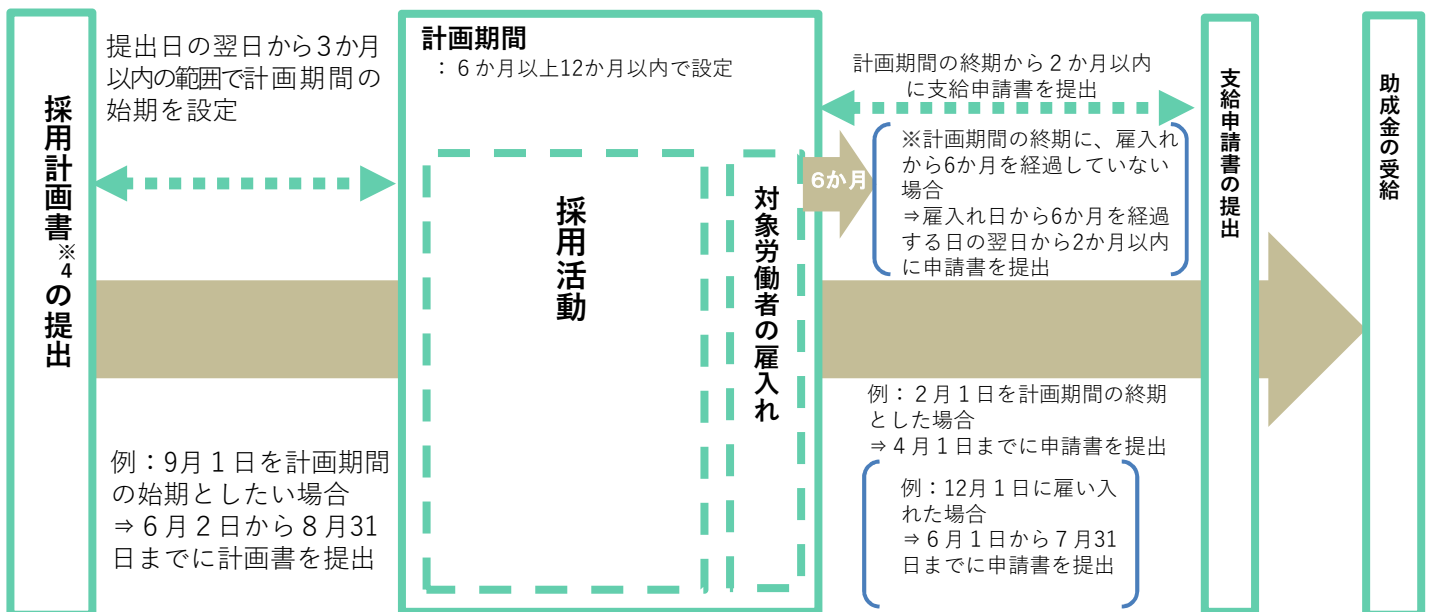 採用計画書※4の提出
提出日の翌日から3か月
以内の範囲で計画期間の
始期を設定
例：9月１日を計画期間
の始期としたい場合
⇒６月２日から８月31
日までに計画書を提出
計画期間
：６か月以上12か月以内で設定
採用活動
対象労働者の雇入れ
6か月
計画期間の終期から２か月以内
に支給申請書を提出
※計画期間の終期に、雇入れ
から6か月を経過していない
場合
⇒雇入れ日から6か月を経過
する日の翌日から2か月以内
に申請書を提出
例：２月１日を計画期間の終期
とした場合
⇒４月１日までに申請書を提出
例：12月１日に雇い入
れた場合
⇒６月１日から７月31
日までに申請書を提出
支給申請書の提出
助成金の受給